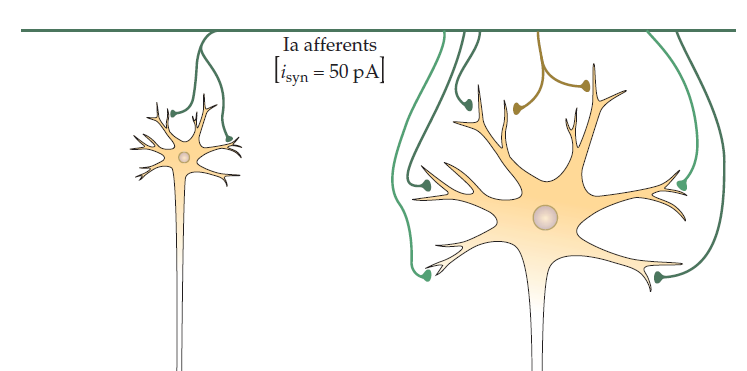 Ia afferents
[isyn = 50 pA]